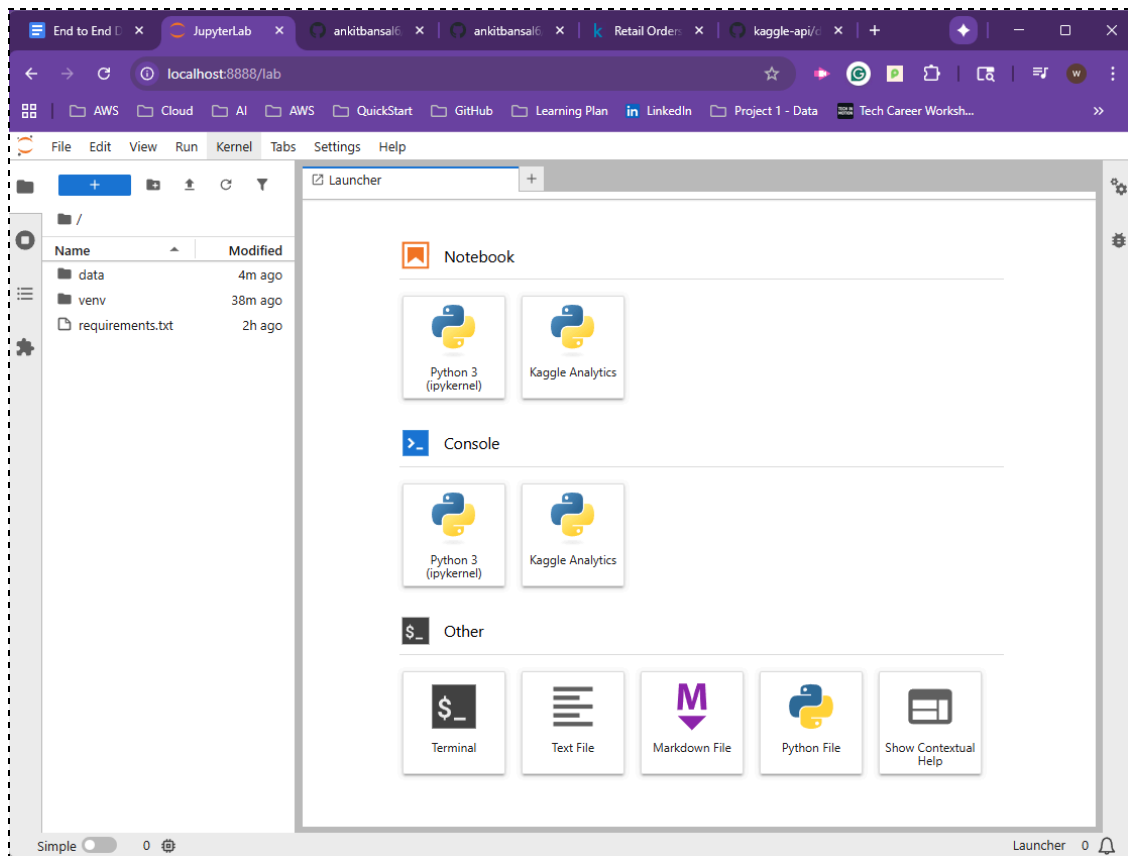 End to End D
JupyterLab
ankitbansal6
ankitbansal6
Retail Orders
kaggle-api/d
localhost:8888/lab
W
AWS
Cloud
AI
AWS
QuickStart
GitHub
Learning Plan
in LinkedIn
Project 1 - Data
Tech Career Worksh...
File Edit View Run Kernel Tabs Settings Help
Launcher
/
Name Modified
data 4m ago
venv 38m ago
requirements.txt 2h ago
Notebook
Python 3
(ipykernel)
Kaggle Analytics
Console
Python 3
(ipykernel)
Kaggle Analytics
$_ Other
$_
Terminal
Text File
M
Markdown File
Python File
Show Contextual
Help
Simple 0
Launcher 0